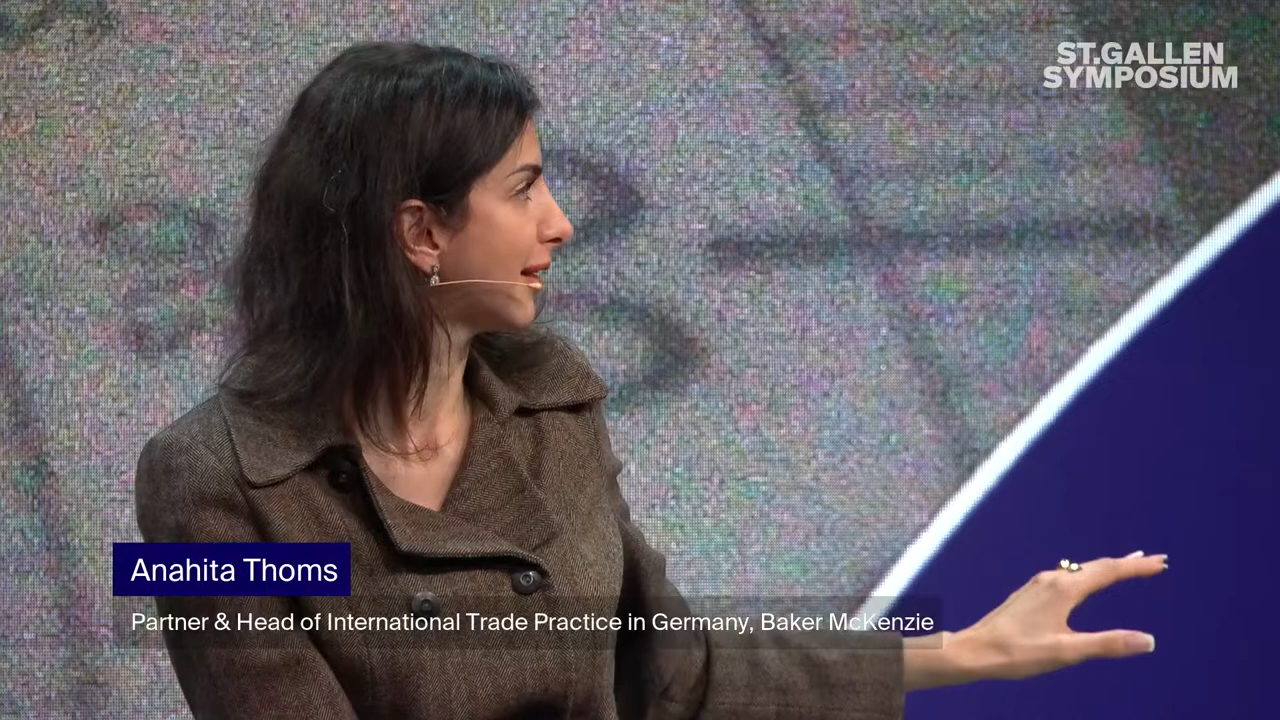 ST.GALLEN
SYMPOSIUM
Anahita Thoms
Partner & Head of International Trade Practice in Germany, Baker McKenzie